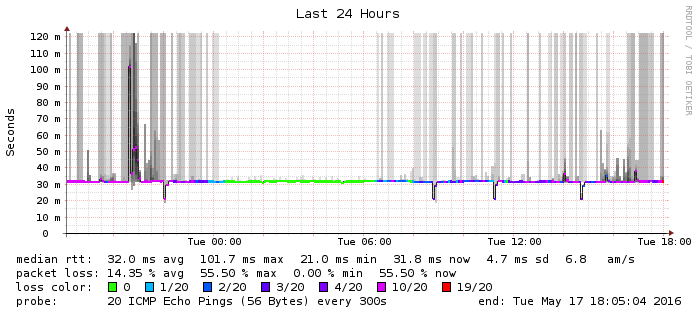 Last 24 Hours
RRDTOOL / TOBI OETIKER
Seconds
120 m
100 m
90 m
80 m
70 m
60 m
50 m
40 m
30 m
20 m
10 m
0
Tue 00:00 Tue 06:00 Tue 12:00 Tue 18:00
median rtt: 32.0 ms avg 101.7 ms max 21.0 ms min 31.8 ms now 4.7 ms sd 6.8 am/s
packet loss: 14.35 % avg 55.50 % max 0.00 % min 55.50 % now
loss color: 0 1/20 2/20 3/20 4/20 10/20 19/20
probe: 20 ICMP Echo Pings (56 Bytes) every 300s end: Tue May 17 18:05:04 2016